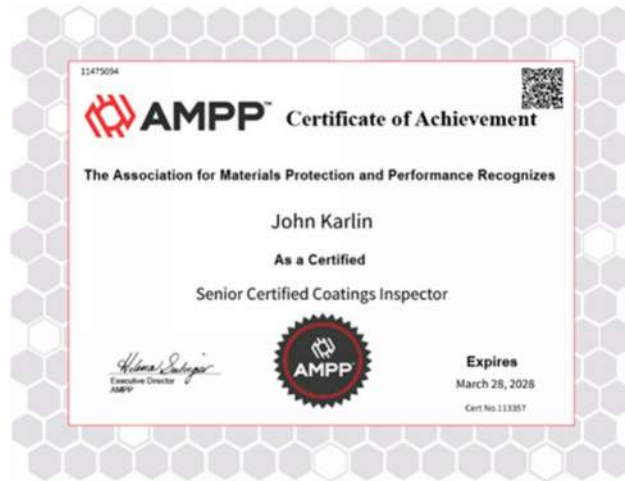 11475094
AMPP™ Certificate of Achievement
The Association for Materials Protection and Performance Recognizes
John Karlin
As a Certified
Senior Certified Coatings Inspector
AMPP
Executive Director
AMPP
Expires
March 28, 2028
Cert No.113357